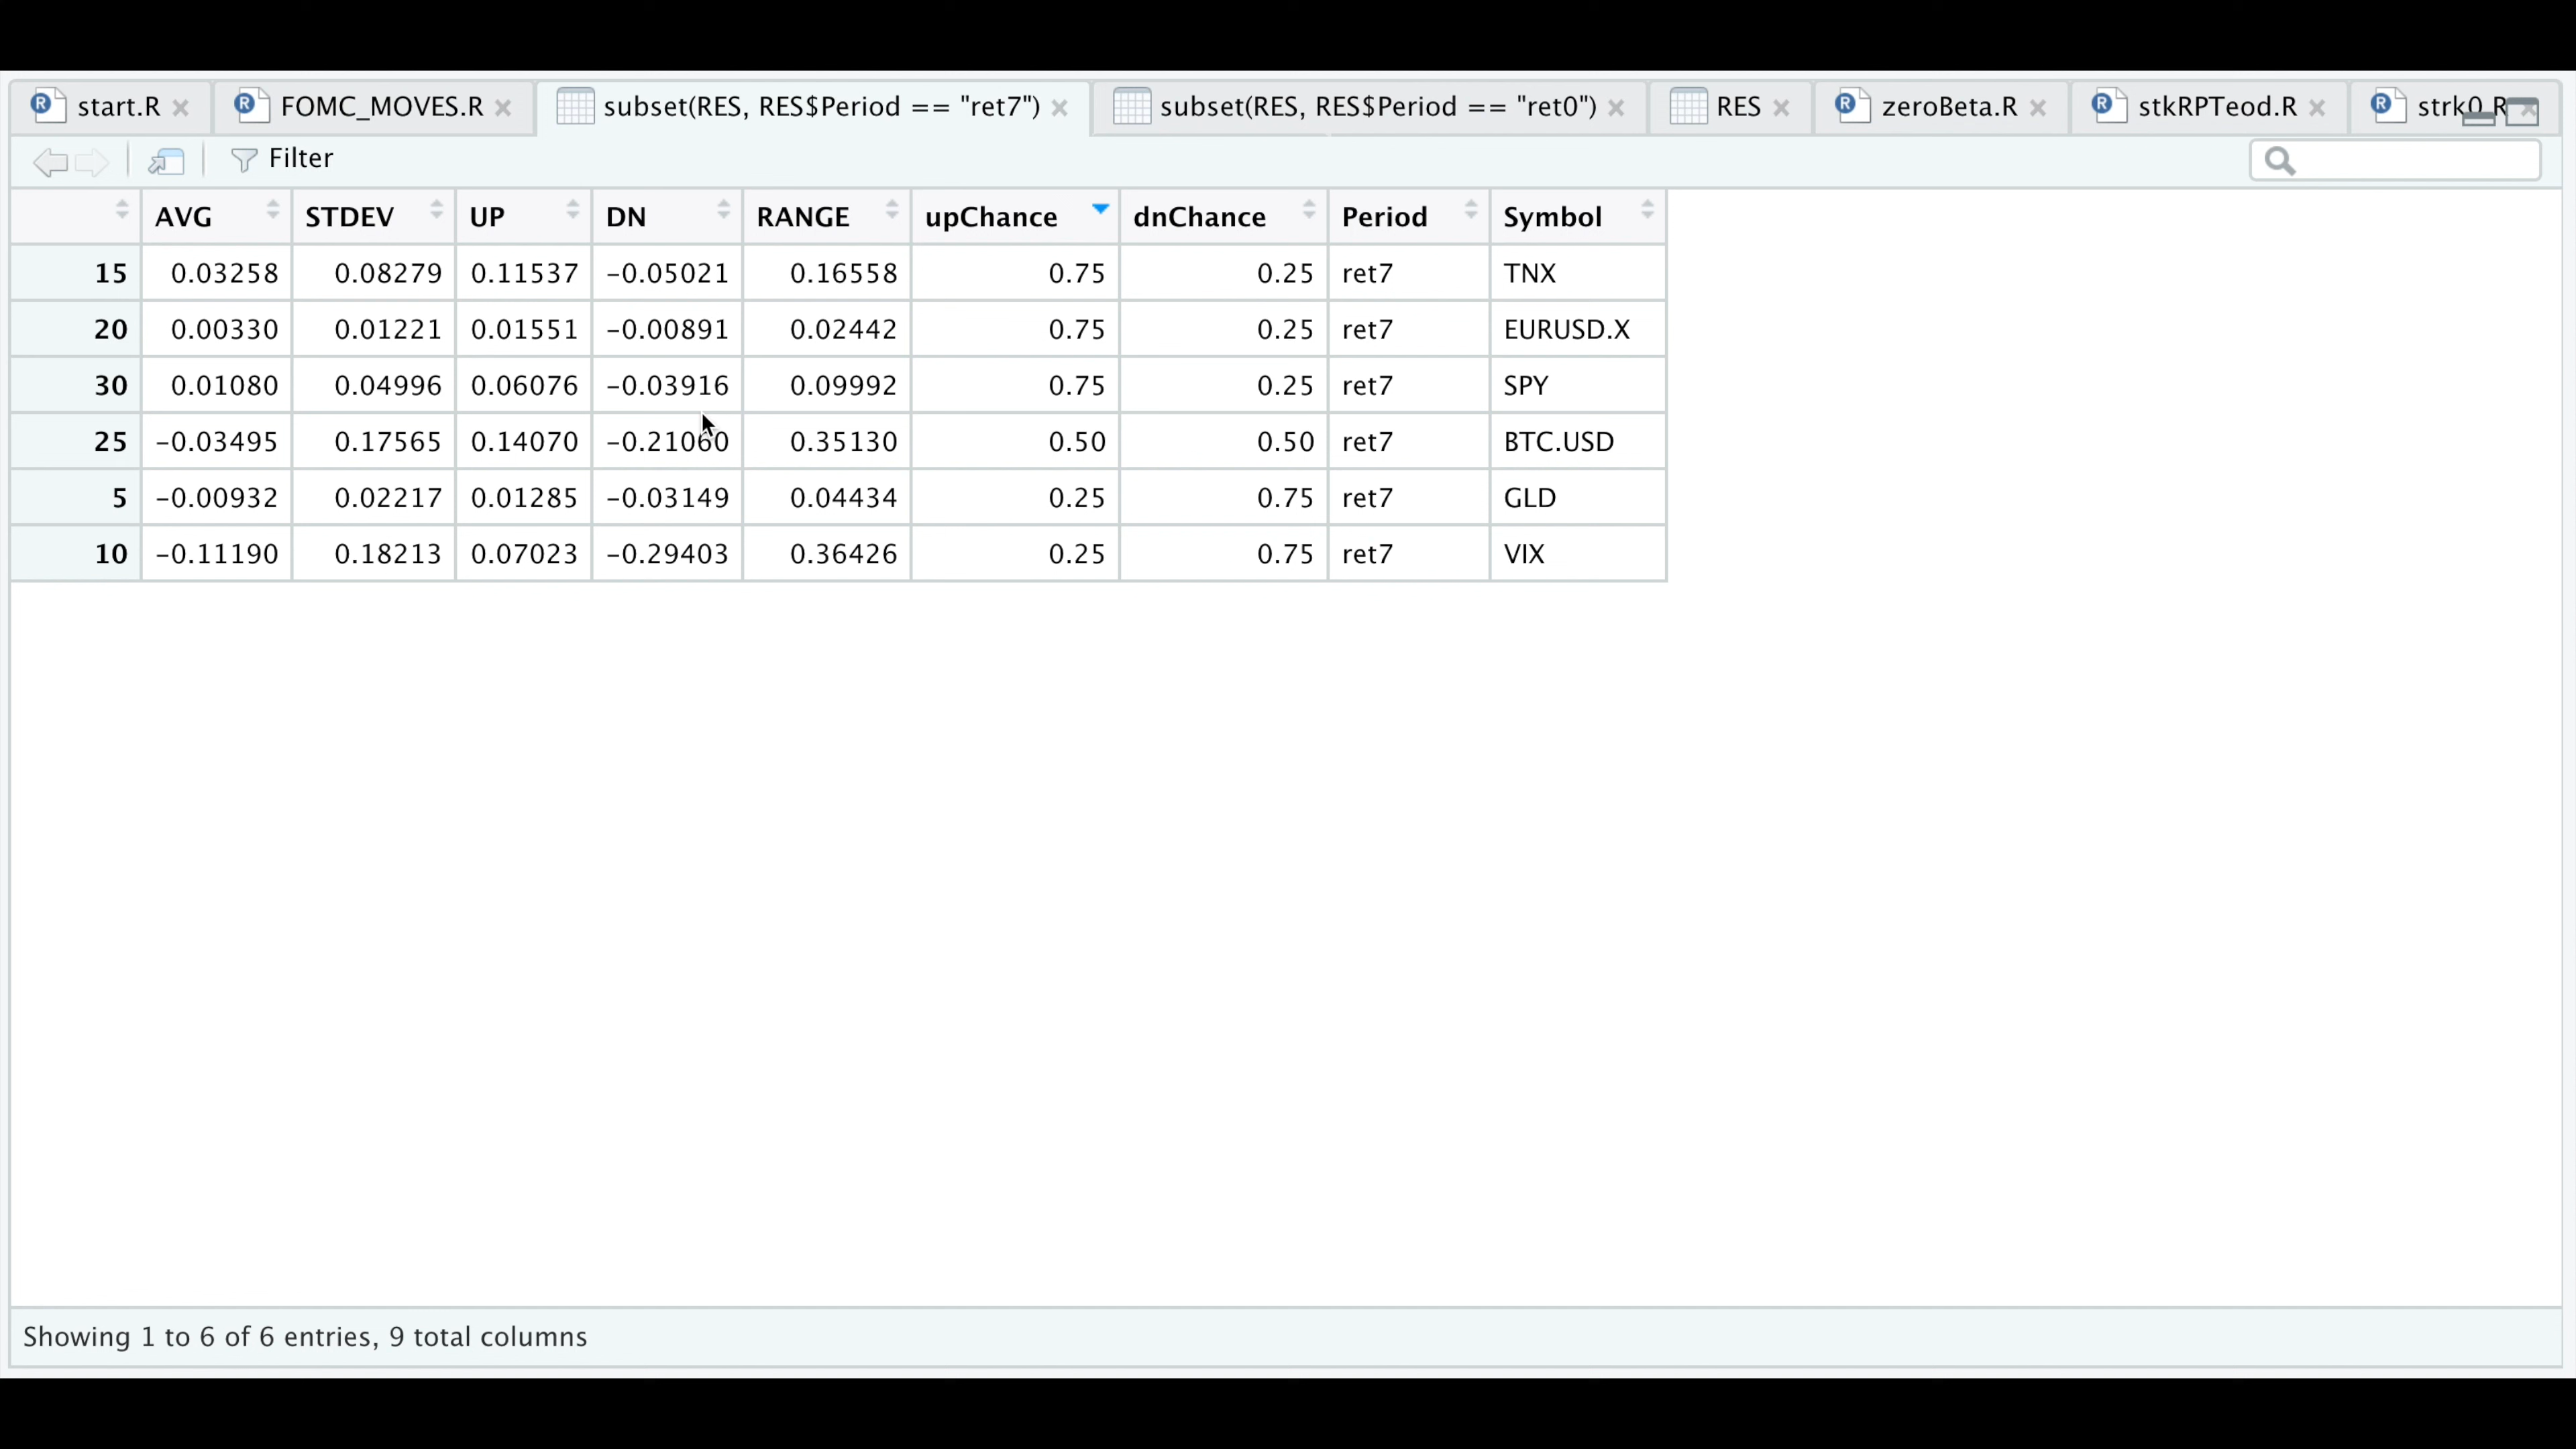 start.R FOMC_MOVES.R subset(RES, RES$Period == "ret7") subset(RES, RES$Period == "ret0") RES zeroBeta.R stkRPTeod.R
Filter
AVG STDEV UP DN RANGE upChance dnChance Period Symbol
15 0.03258 0.08279 0.11537 -0.05021 0.16558 0.75 0.25 ret7 TNX
20 0.00330 0.01221 0.01551 -0.00891 0.02442 0.75 0.25 ret7 EURUSD.X
30 0.01080 0.04996 0.06076 -0.03916 0.09992 0.75 0.25 ret7 SPY
25 -0.03495 0.17565 0.14070 -0.21060 0.35130 0.50 0.50 ret7 BTC.USD
5 -0.00932 0.02217 0.01285 -0.03149 0.04434 0.25 0.75 ret7 GLD
10 -0.11190 0.18213 0.07023 -0.29403 0.36426 0.25 0.75 ret7 VIX
Showing 1 to 6 of 6 entries, 9 total columns